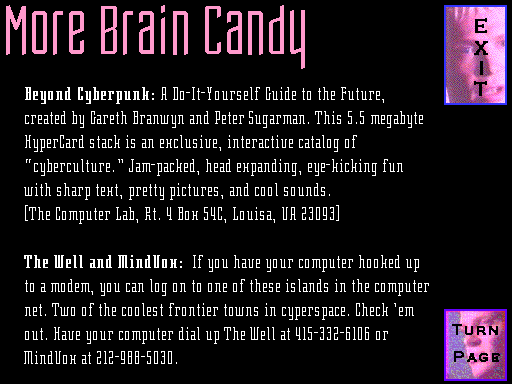 More Brain Candy
EXIT
Beyond Cyberpunk: A Do-It-Yourself Guide to the Future,
created by Gareth Branwyn and Peter Sugarman. This 5.5 megabyte
HyperCard stack is an exclusive, interactive catalog of
"cyberculture." Jam-packed, head expanding, eye-kicking fun
with sharp text, pretty pictures, and cool sounds.
[The Computer Lab, Rt. 4 Box 54C, Louisa, VA 23093]
The Well and MindVox: If you have your computer hooked up
to a modem, you can log on to one of these islands in the computer
net. Two of the coolest frontier towns in cyperspace. Check 'em
out. Have your computer dial up The Well at 415-332-6106 or
MindVox at 212-988-5030.
TURN
PAGE